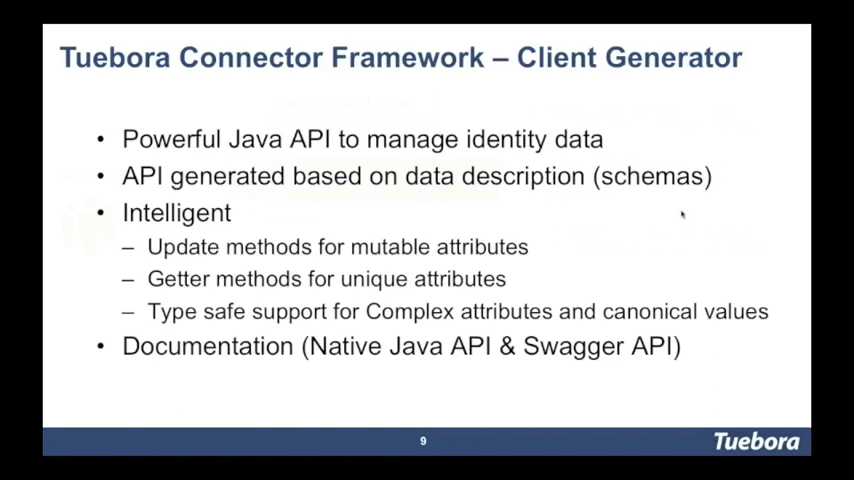 Tuebora Connector Framework – Client Generator
• Powerful Java API to manage identity data
• API generated based on data description (schemas)
• Intelligent
– Update methods for mutable attributes
– Getter methods for unique attributes
– Type safe support for Complex attributes and canonical values
• Documentation (Native Java API & Swagger API)
9
Tuebora